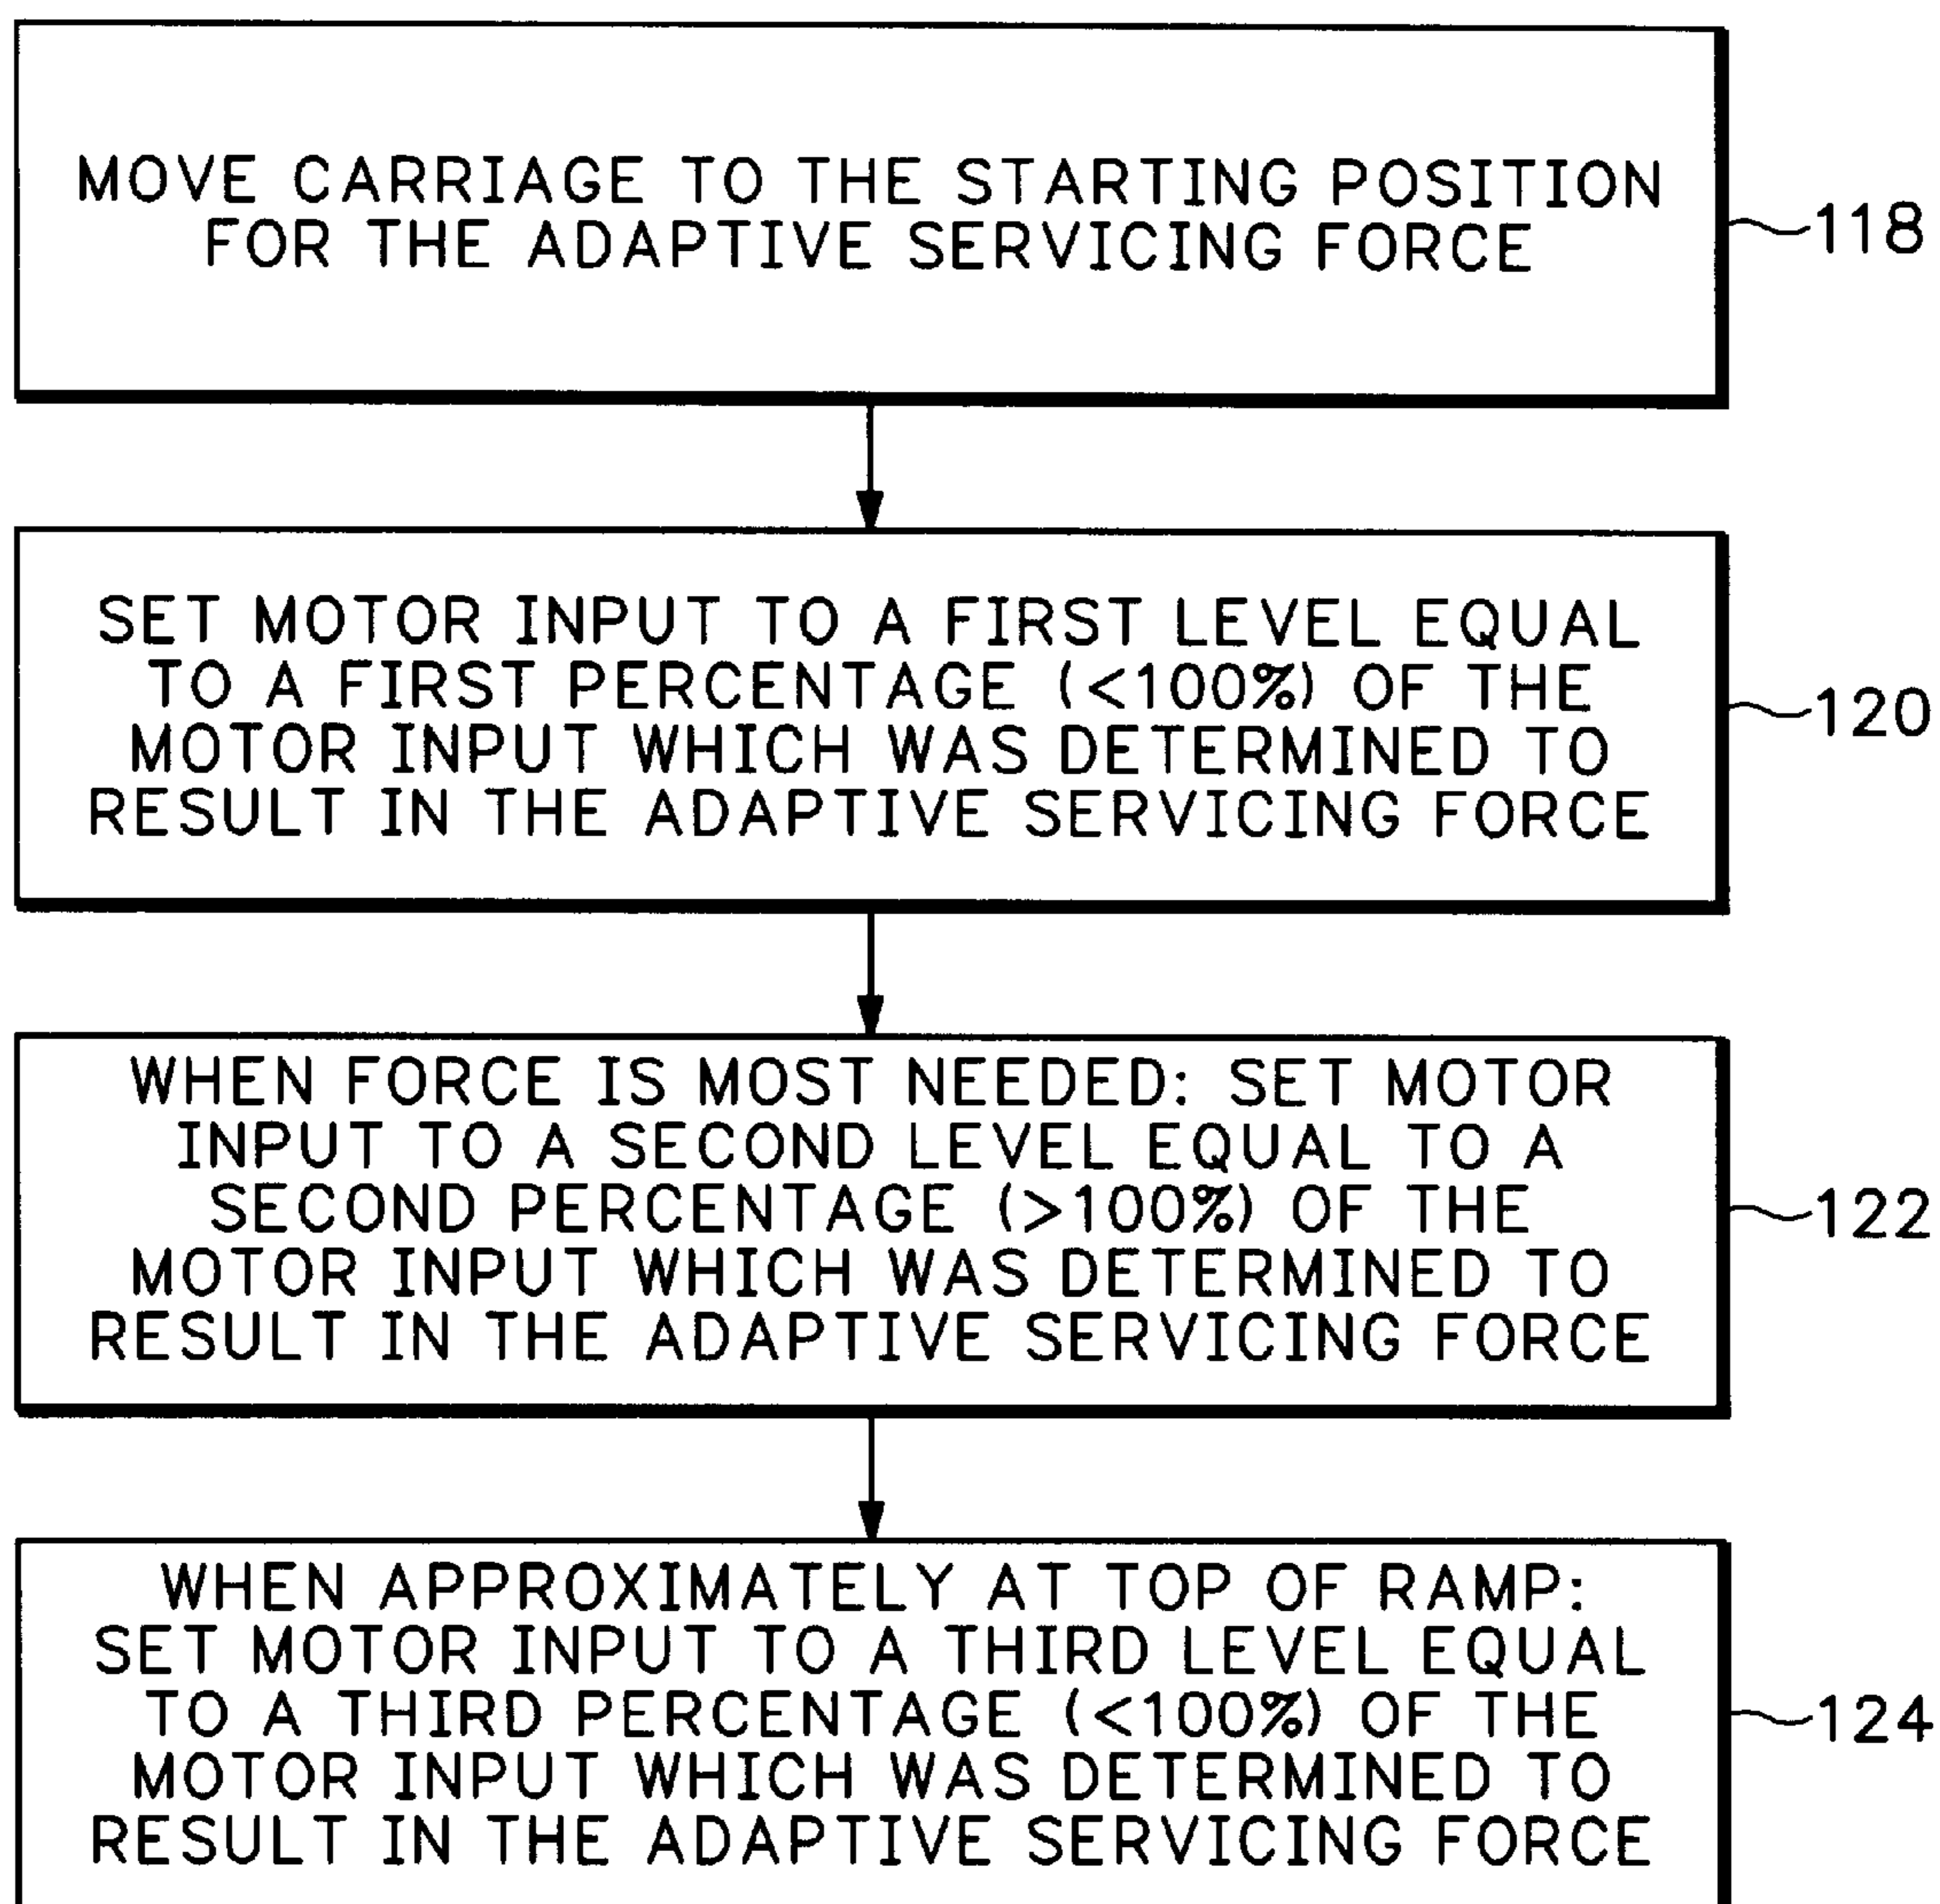 MOVE CARRIAGE TO THE STARTING POSITION
FOR THE ADAPTIVE SERVICING FORCE
118
SET MOTOR INPUT TO A FIRST LEVEL EQUAL
TO A FIRST PERCENTAGE (<100%) OF THE
MOTOR INPUT WHICH WAS DETERMINED TO
RESULT IN THE ADAPTIVE SERVICING FORCE
120
WHEN FORCE IS MOST NEEDED: SET MOTOR
INPUT TO A SECOND LEVEL EQUAL TO A
SECOND PERCENTAGE (>100%) OF THE
MOTOR INPUT WHICH WAS DETERMINED TO
RESULT IN THE ADAPTIVE SERVICING FORCE
122
WHEN APPROXIMATELY AT TOP OF RAMP:
SET MOTOR INPUT TO A THIRD LEVEL EQUAL
TO A THIRD PERCENTAGE (<100%) OF THE
MOTOR INPUT WHICH WAS DETERMINED TO
RESULT IN THE ADAPTIVE SERVICING FORCE
124